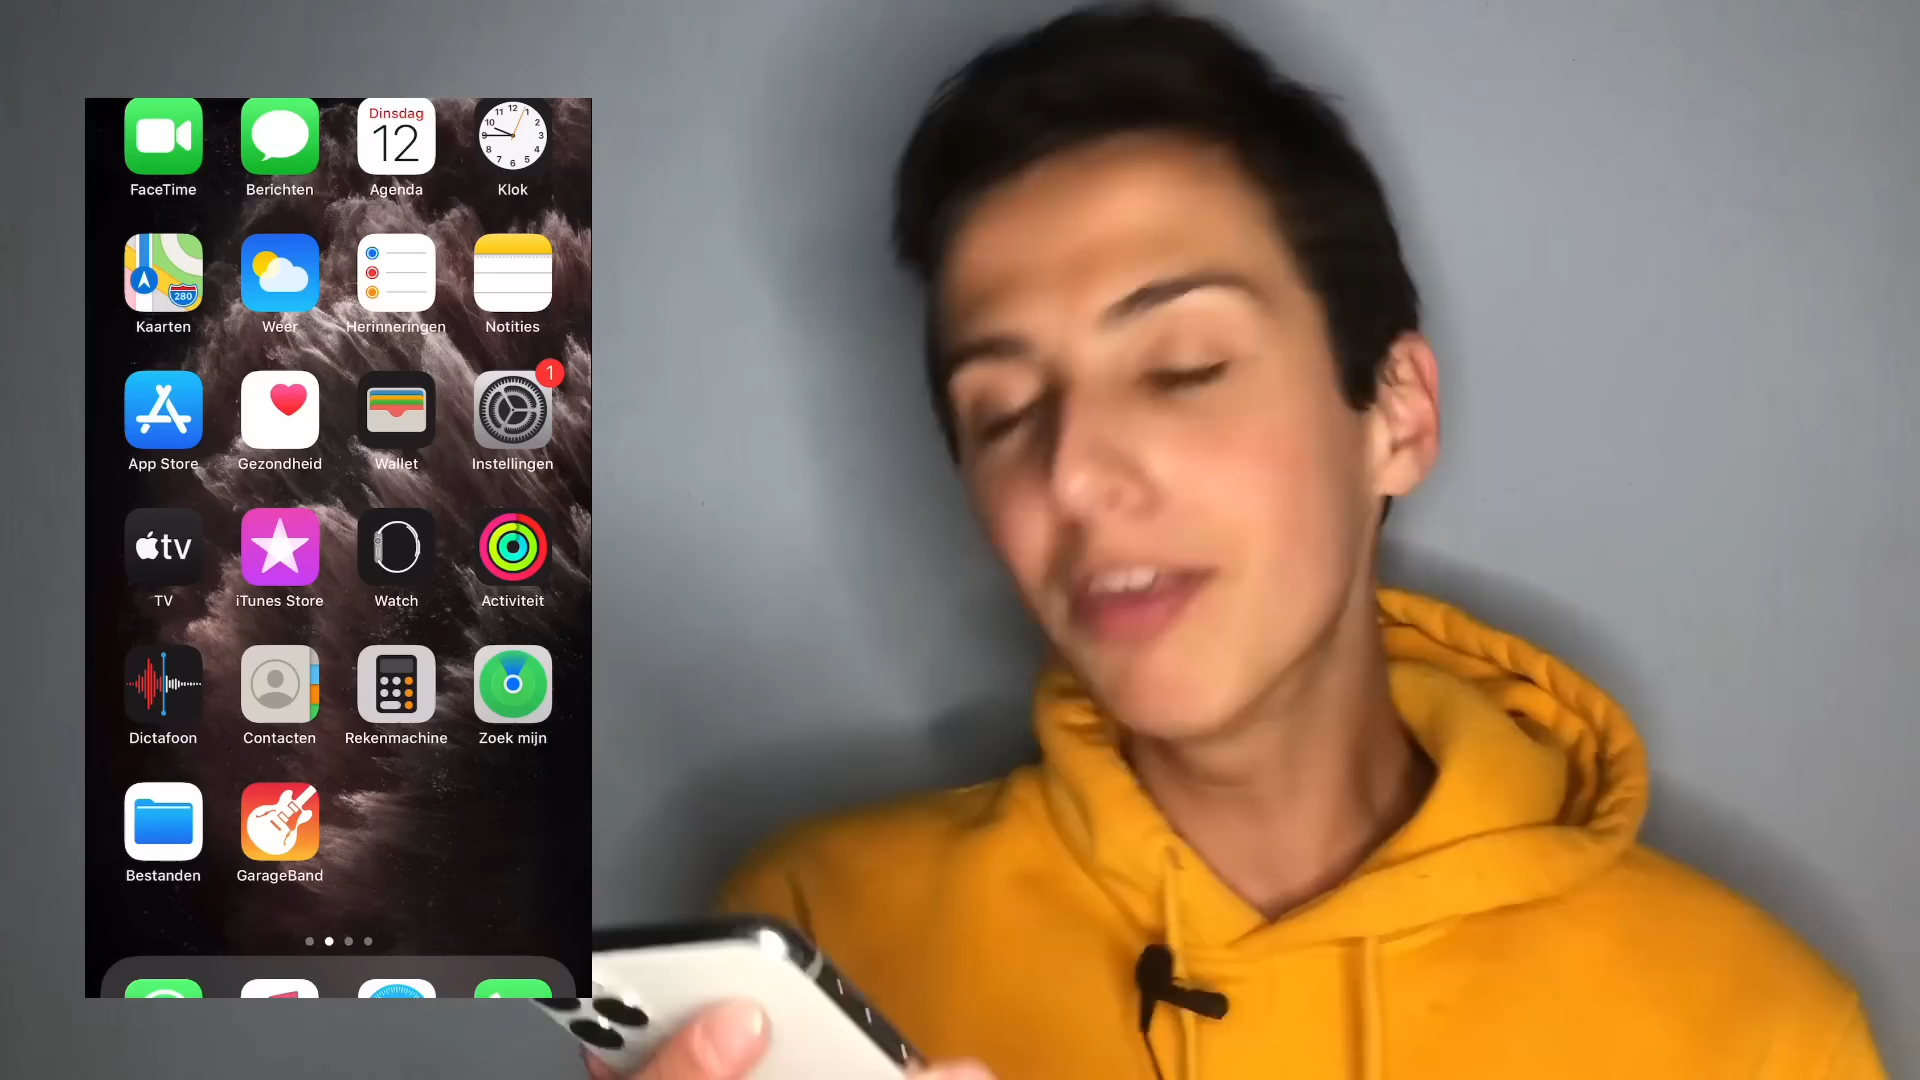 Dinsdag
12
FaceTime
Berichten
Agenda
Klok
280
Kaarten
Weer
Herinneringen
Notities
1
App Store
Gezondheid
Wallet
Instellingen
tv
TV
iTunes Store
Watch
Activiteit
Dictafoon
Contacten
Rekenmachine
Zoek mijn
Bestanden
GarageBand